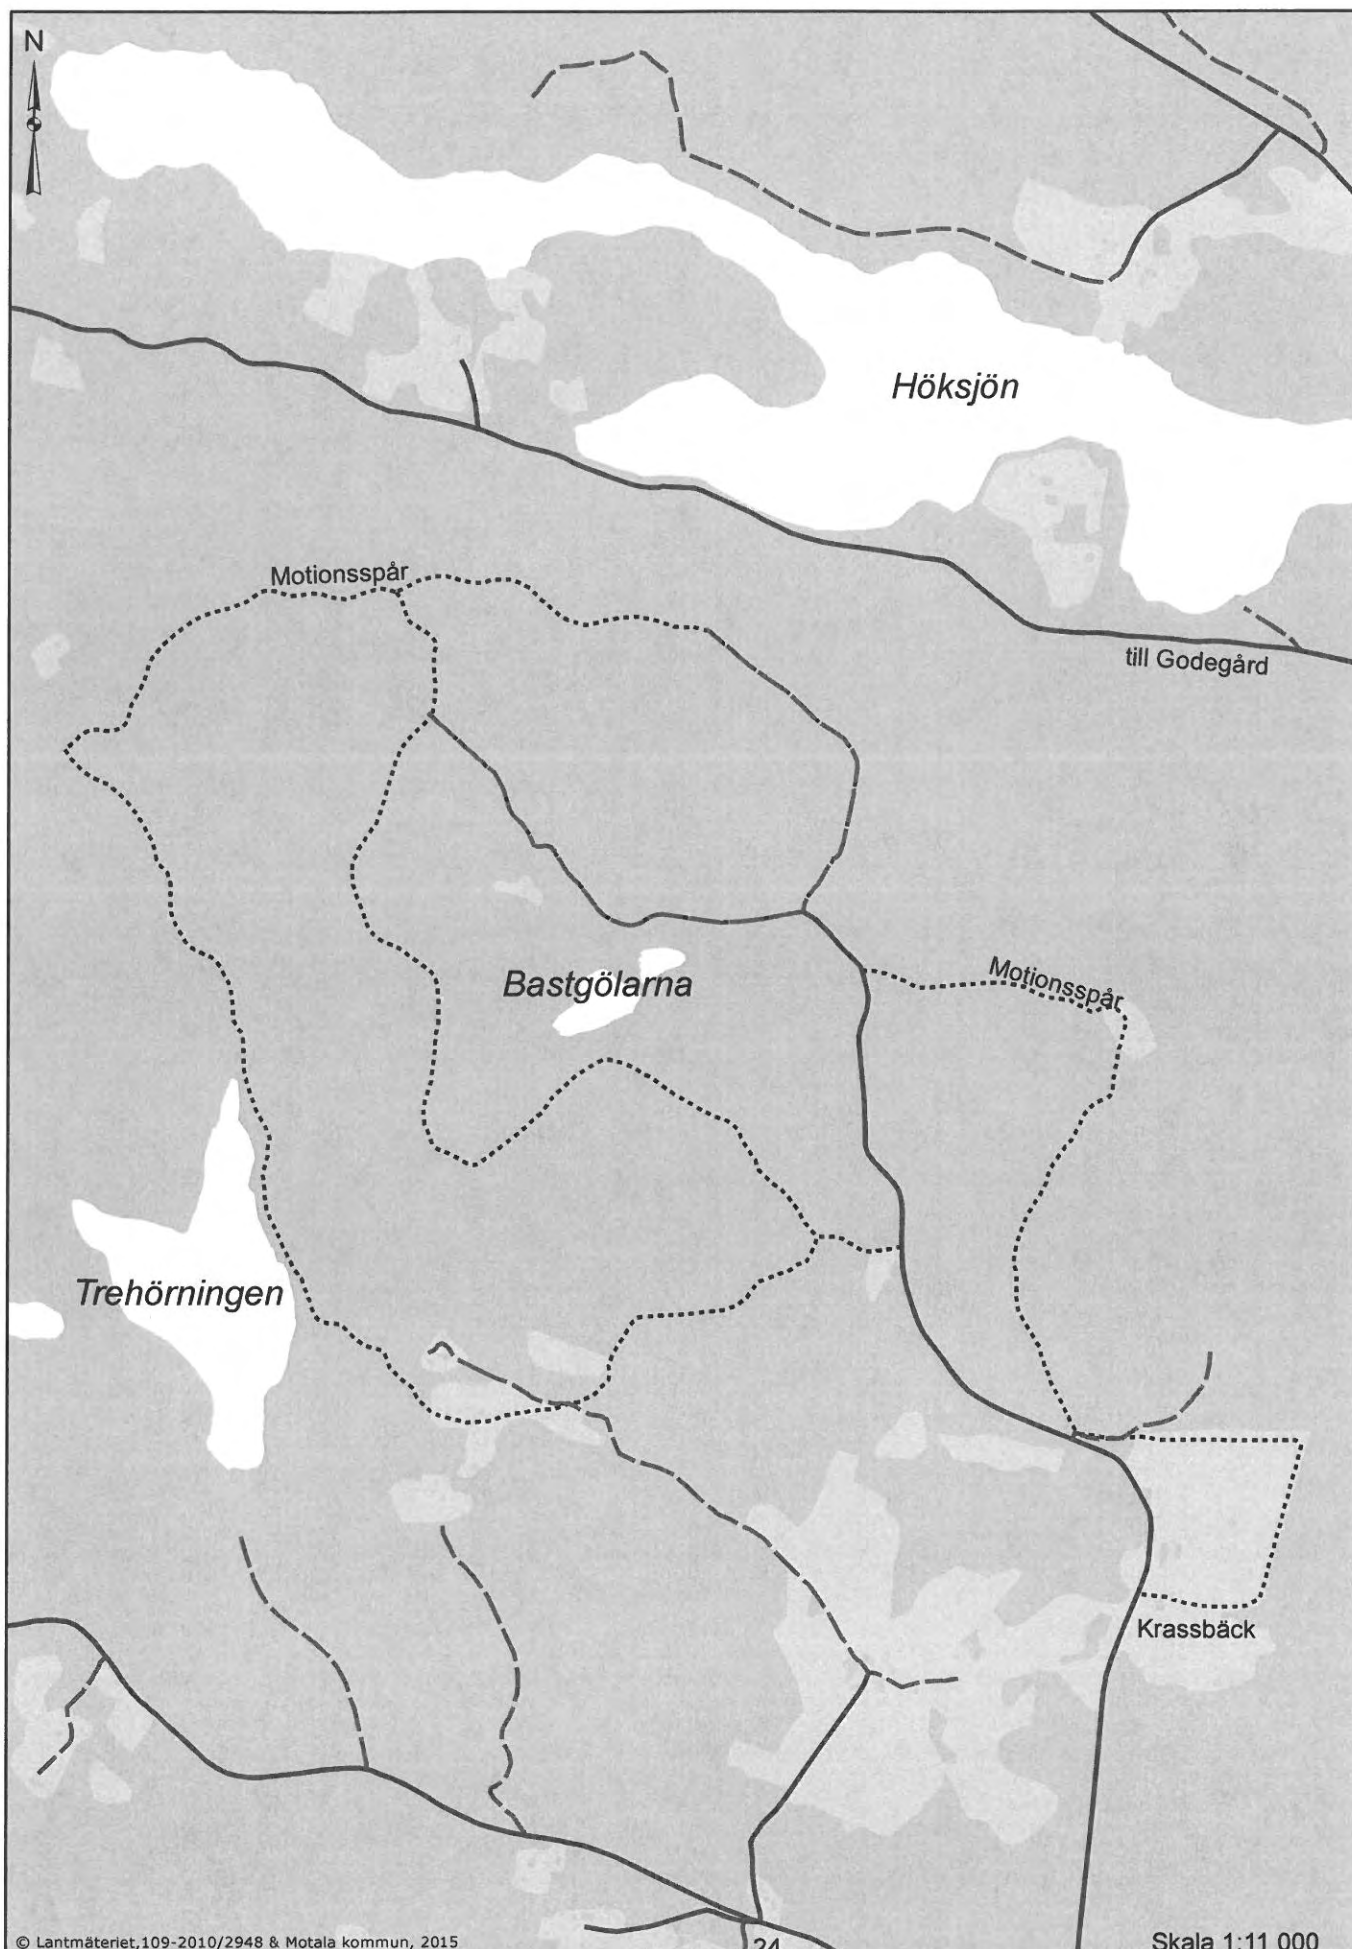 N
Höksjön
Motionsspår
till Godegård
Motionsspår
Bastgölarna
Trehörningen
Krassbäck
© Lantmäteriet,109-2010/2948 & Motala kommun, 2015
24
Skala 1:11 000